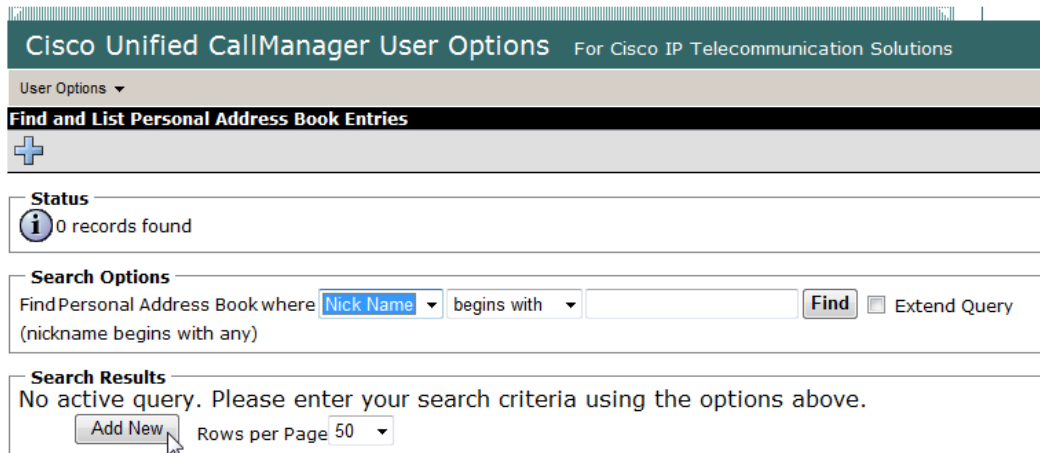 Cisco Unified CallManager User Options For Cisco IP Telecommunication Solutions
User Options
Find and List Personal Address Book Entries
Status
i 0 records found
Search Options
Find Personal Address Book where Nick Name begins with Find Extend Query
(nickname begins with any)
Search Results
No active query. Please enter your search criteria using the options above.
Add New Rows per Page 50